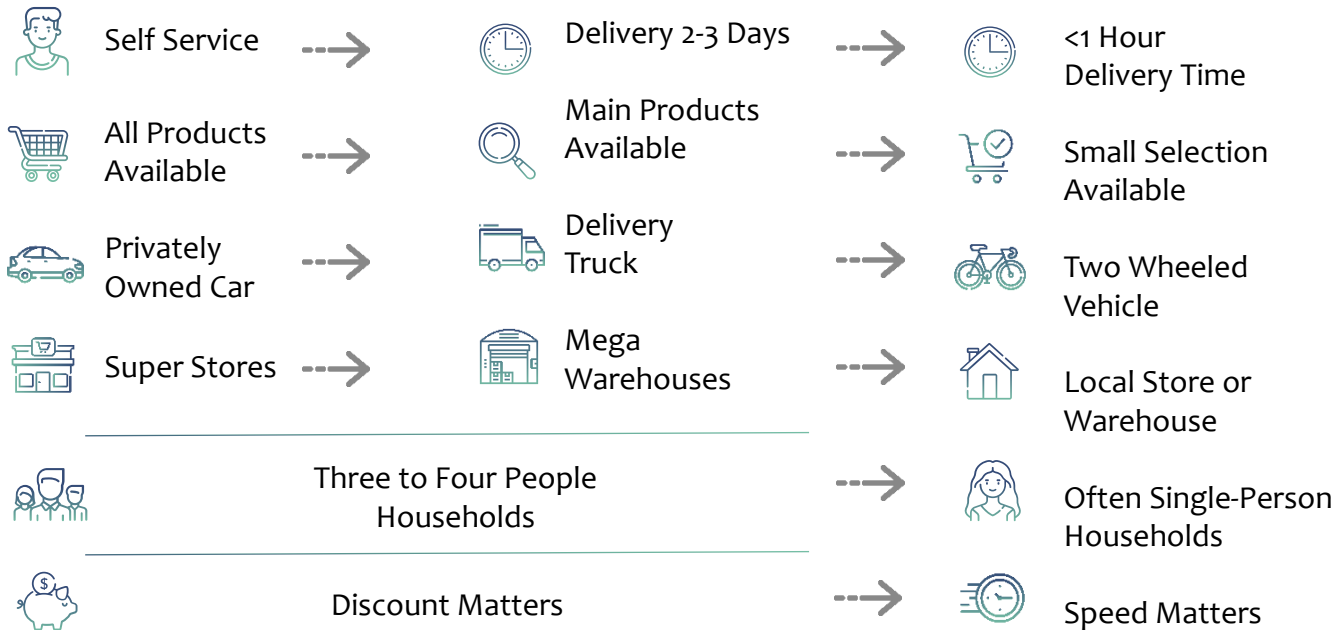 Self Service
Delivery 2-3 Days
<1 Hour
Delivery Time
All Products
Available
Main Products
Available
Small Selection
Available
Privately
Owned Car
Delivery
Truck
Two Wheeled
Vehicle
Super Stores
Mega
Warehouses
Local Store or
Warehouse
Three to Four People
Households
Often Single-Person
Households
$
Discount Matters
Speed Matters